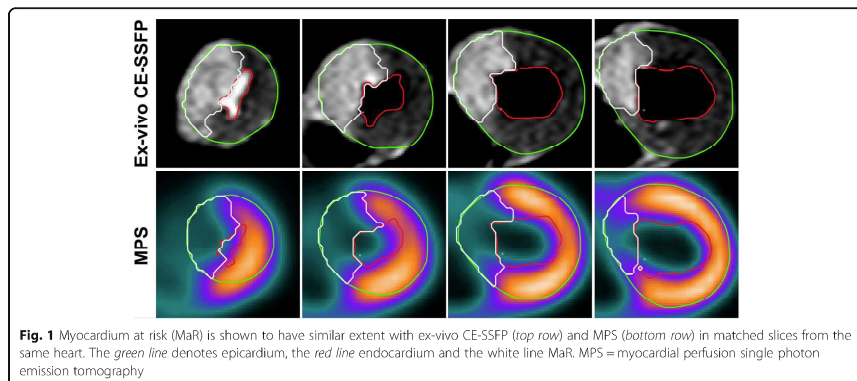 Ex-vivo CE-SSFP
MPS
Fig. 1 Myocardium at risk (MaR) is shown to have similar extent with ex-vivo CE-SSFP (top row) and MPS (bottom row) in matched slices from the
same heart. The green line denotes epicardium, the red line endocardium and the white line MaR. MPS = myocardial perfusion single photon
emission tomography